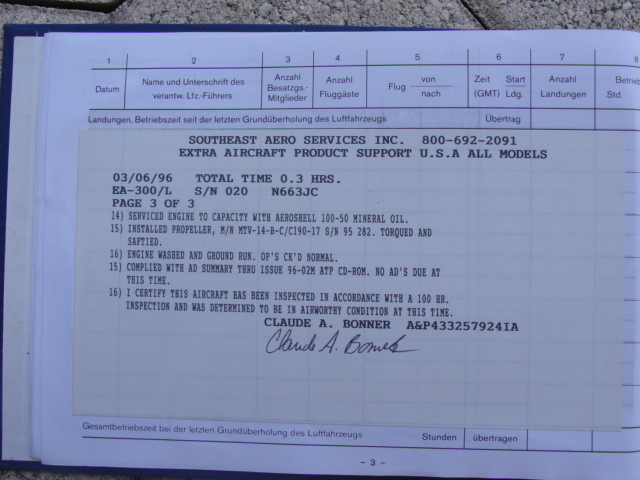 1 2 3 4 5 6 7 8
Datum Name und Unterschrift des verantw. Lfz.-Führers Anzahl Besatzgs.- Mitglieder Anzahl Fluggäste Flug von nach Zeit (GMT) Start Ldg. Anzahl Landungen Std.
Landungen, Betriebszeit seit der letzten Grundüberholung des Luftfahrzeugs Übertrag
SOUTHEAST AERO SERVICES INC. 800-692-2091
EXTRA AIRCRAFT PRODUCT SUPPORT U.S.A ALL MODELS
03/06/96 TOTAL TIME 0.3 HRS.
EA-300/L S/N 020 N663JC
PAGE 3 OF 3
14) SERVICED ENGINE TO CAPACITY WITH AEROSHELL 100-50 MINERAL OIL.
15) INSTALLED PROPELLER, M/N MTV-14-B-C/C190-17 S/N 95 282. TORQUED AND
SAFTIED.
16) ENGINE WASHED AND GROUND RUN. OP'S CK'D NORMAL.
15) COMPLIED WITH AD SUMMARY THRU ISSUE 96-02M ATP CD-ROM. NO AD'S DUE AT
THIS TIME.
16) I CERTIFY THIS AIRCRAFT HAS BEEN INSPECTED IN ACCORDANCE WITH A 100 HR.
INSPECTION AND WAS DETERMINED TO BE IN AIRWORTHY CONDITION AT THIS TIME.
CLAUDE A. BONNER A&P433257924IA
Claude A. Bonner
Gesamtbetriebszeit bei der letzten Grundüberholung des Luftfahrzeugs Stunden übertragen
- 3 -